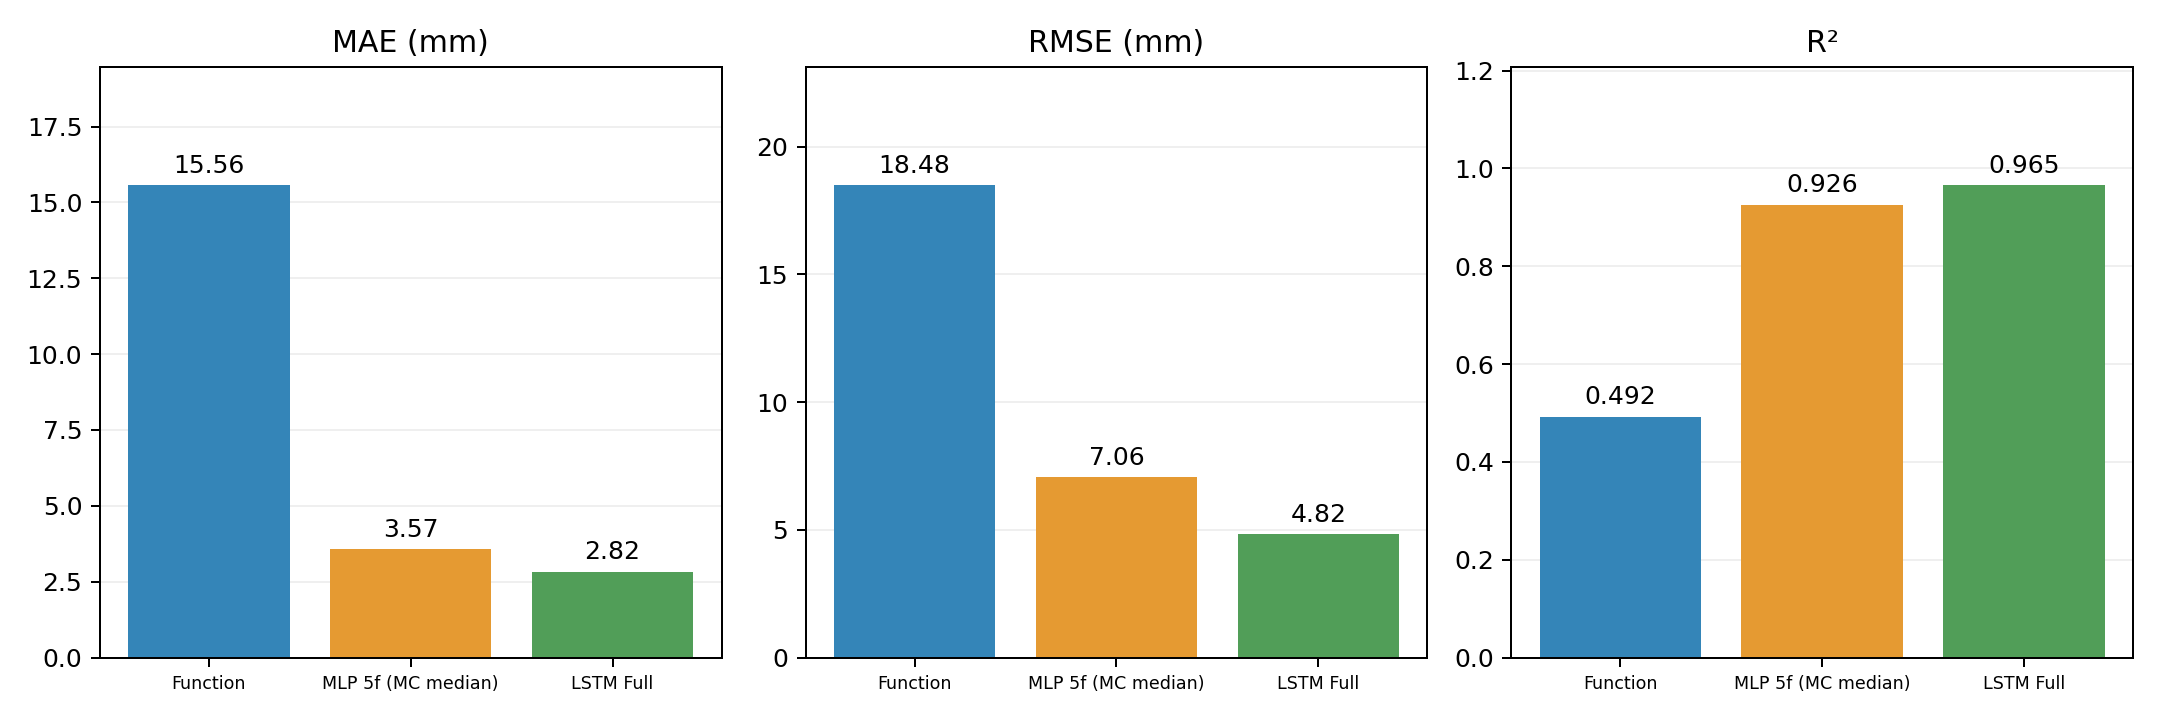 MAE (mm)
17.5
15.0
12.5
10.0
7.5
5.0
2.5
0.0
15.56
3.57
2.82
Function
MLP 5f (MC median)
LSTM Full
RMSE (mm)
20
15
10
5
0
18.48
7.06
4.82
Function
MLP 5f (MC median)
LSTM Full
R²
1.2
1.0
0.8
0.6
0.4
0.2
0.0
0.492
0.926
0.965
Function
MLP 5f (MC median)
LSTM Full